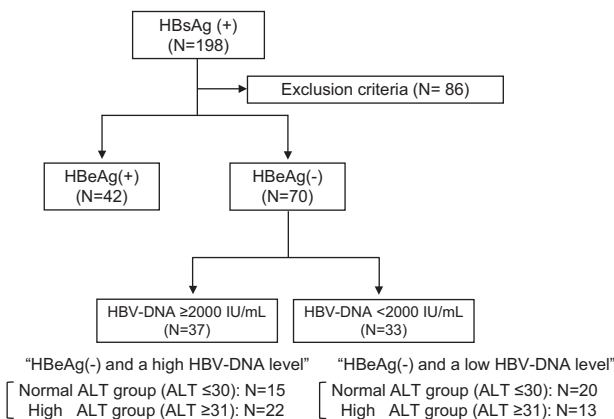 HBsAg (+)
(N=198)
Exclusion criteria (N= 86)
HBeAg(+)
(N=42)
HBeAg(-)
(N=70)
HBV-DNA ≥2000 IU/mL
(N=37)
HBV-DNA <2000 IU/mL
(N=33)
“HBeAg(-) and a high HBV-DNA level”
Normal ALT group (ALT ≤30): N=15
High ALT group (ALT ≥31): N=22
“HBeAg(-) and a low HBV-DNA level”
Normal ALT group (ALT ≤30): N=20
High ALT group (ALT ≥31): N=13